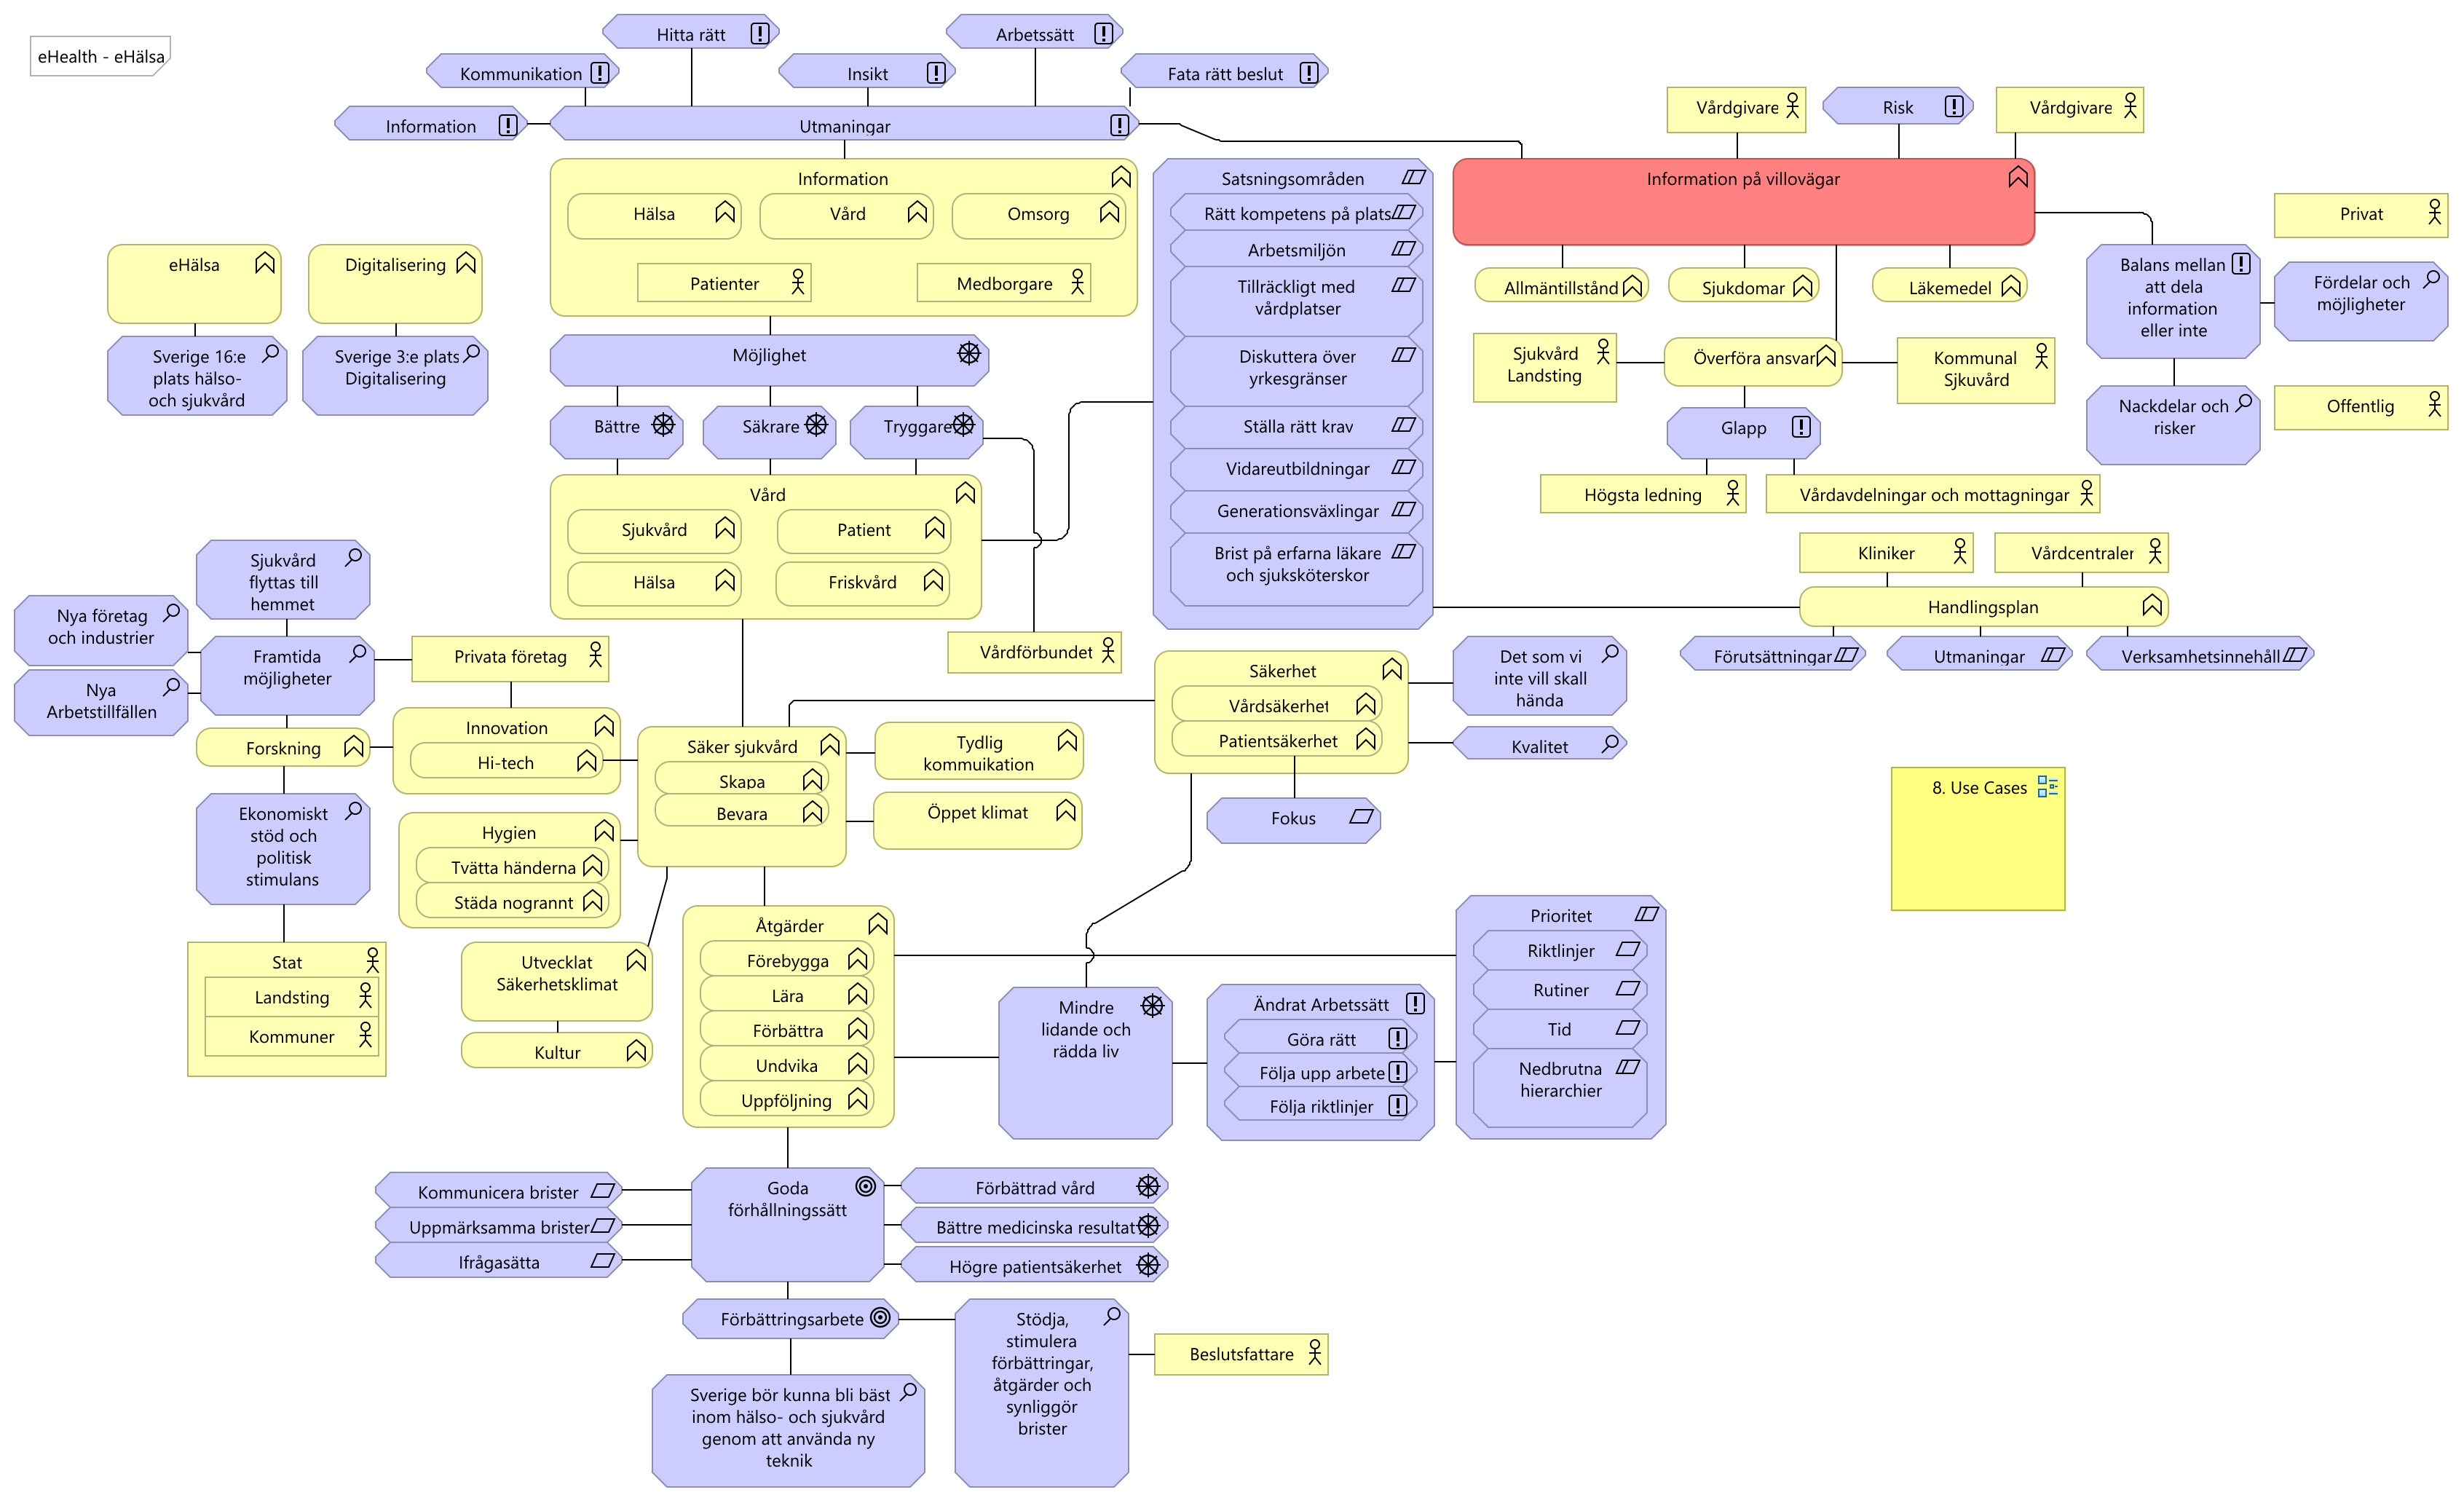 eHealth - eHälsa
Hitta rätt
Arbetssätt
Kommunikation
Insikt
Fata rätt beslut
Information
Utmaningar
Vårdgivare
Risk
Vårdgivare
Information
Hälsa
Vård
Omsorg
Patienter
Medborgare
Satsningsområden
Rätt kompetens på plats
Arbetsmiljön
Tillräckligt med
vårdplatser
Diskuttera över
yrkesgränser
Ställa rätt krav
Vidareutbildningar
Generationsväxlingar
Brist på erfarna läkare
och sjuksköterskor
Information på villovägar
Allmäntillstånd
Sjukdomar
Läkemedel
Sjukvård
Landsting
Överföra ansvar
Kommunal
Sjkuvård
Glapp
Högsta ledning
Vårdavdelningar och mottagningar
Privat
Balans mellan
att dela
information
eller inte
Fördelar och
möjligheter
Nackdelar och
risker
Offentlig
eHälsa
Digitalisering
Sverige 16:e
plats hälso-
och sjukvård
Sverige 3:e plats
Digitalisering
Möjlighet
Bättre
Säkrare
Tryggare
Vård
Sjukvård
Patient
Hälsa
Friskvård
Vårdförbundet
Kliniker
Vårdcentraler
Handlingsplan
Förutsättningar
Utmaningar
Verksamhetsinnehåll
Sjukvård
flyttas till
hemmet
Nya företag
och industrier
Framtida
möjligheter
Nya
Arbetstillfällen
Privata företag
Forskning
Innovation
Hi-tech
Ekonomiskt
stöd och
politisk
stimulans
Stat
Landsting
Kommuner
Säker sjukvård
Skapa
Bevara
Tydlig
kommuikation
Öppet klimat
Hygien
Tvätta händerna
Städa nogrannt
Utvecklat
Säkerhetsklimat
Kultur
Säkerhet
Vårdsäkerhet
Patientsäkerhet
Det som vi
inte vill skall
hända
Kvalitet
Fokus
8. Use Cases
Åtgärder
Förebygga
Lära
Förbättra
Undvika
Uppföljning
Mindre
lidande och
rädda liv
Ändrat Arbetssätt
Göra rätt
Följa upp arbete
Följa riktlinjer
Prioritet
Riktlinjer
Rutiner
Tid
Nedbrutna
hierarchier
Kommunicera brister
Uppmärksamma brister
Ifrågasätta
Goda
förhållningssätt
Förbättrad vård
Bättre medicinska resultat
Högre patientsäkerhet
Förbättringsarbete
Stödja,
stimulera
förbättringar,
åtgärder och
synliggör
brister
Beslutsfattare
Sverige bör kunna bli bäst
inom hälso- och sjukvård
genom att använda ny
teknik